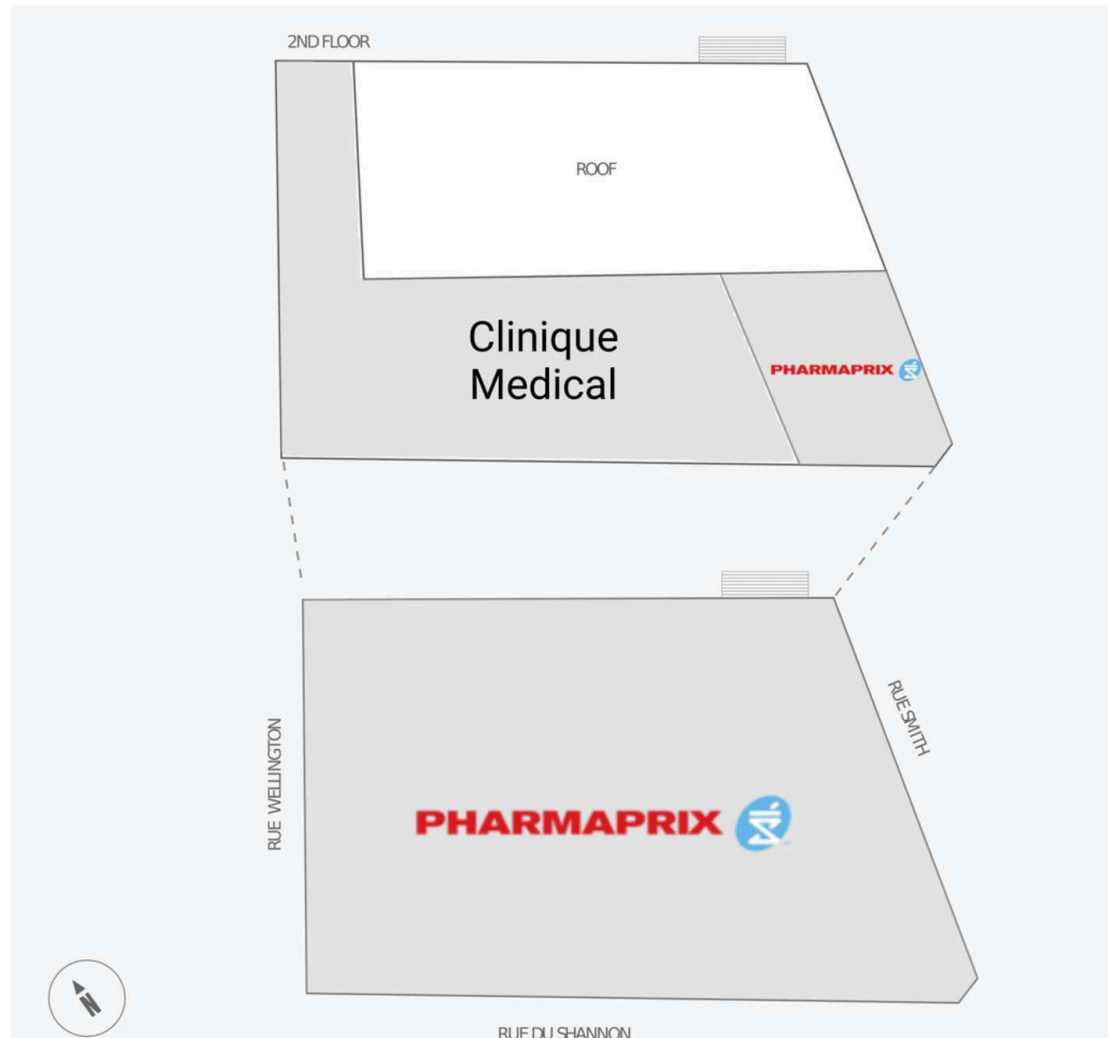 2ND FLOOR
ROOF
Clinique
Medical
PHARMAPRIX
RUE WELLINGTON
RUE SMITH
PHARMAPRIX
N
RUE DU SHANNON